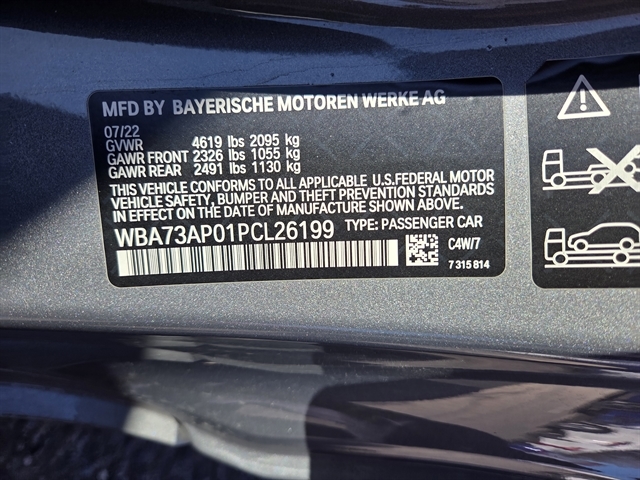 MFD BY BAYERISCHE MOTOREN WERKE AG
07/22
GVWR 4619 lbs 2095 kg
GAWR FRONT 2326 lbs 1055 kg
GAWR REAR 2491 lbs 1130 kg
THIS VEHICLE CONFORMS TO ALL APPLICABLE U.S.FEDERAL MOTOR
VEHICLE SAFETY, BUMPER AND THEFT PREVENTION STANDARDS
IN EFFECT ON THE DATE OF MANUFACTURE SHOWN ABOVE
WBA73AP01PCL26199 TYPE: PASSENGER CAR
C4W/7
7 315 814